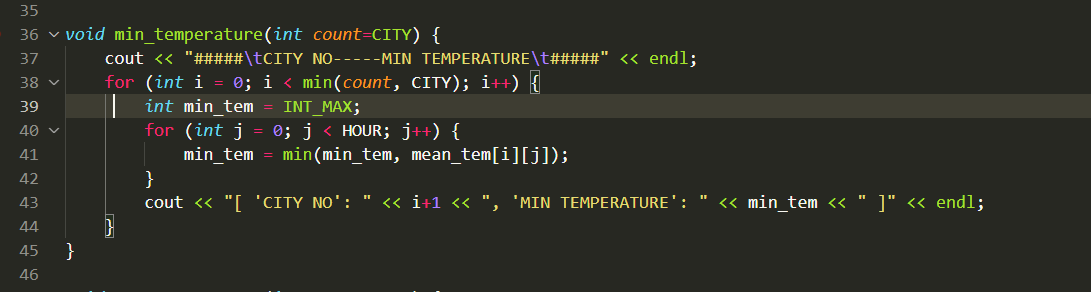 35
36 void min_temperature(int count=CITY) {
37 cout << "#####\tCITY NO-----MIN TEMPERATURE\t#####" << endl;
38 for (int i = 0; i < min(count, CITY); i++) {
39 int min_tem = INT_MAX;
40 for (int j = 0; j < HOUR; j++) {
41 min_tem = min(min_tem, mean_tem[i][j]);
42 }
43 cout << "[ 'CITY NO': " << i+1 << ", 'MIN TEMPERATURE': " << min_tem << " ]" << endl;
44 }
45 }
46